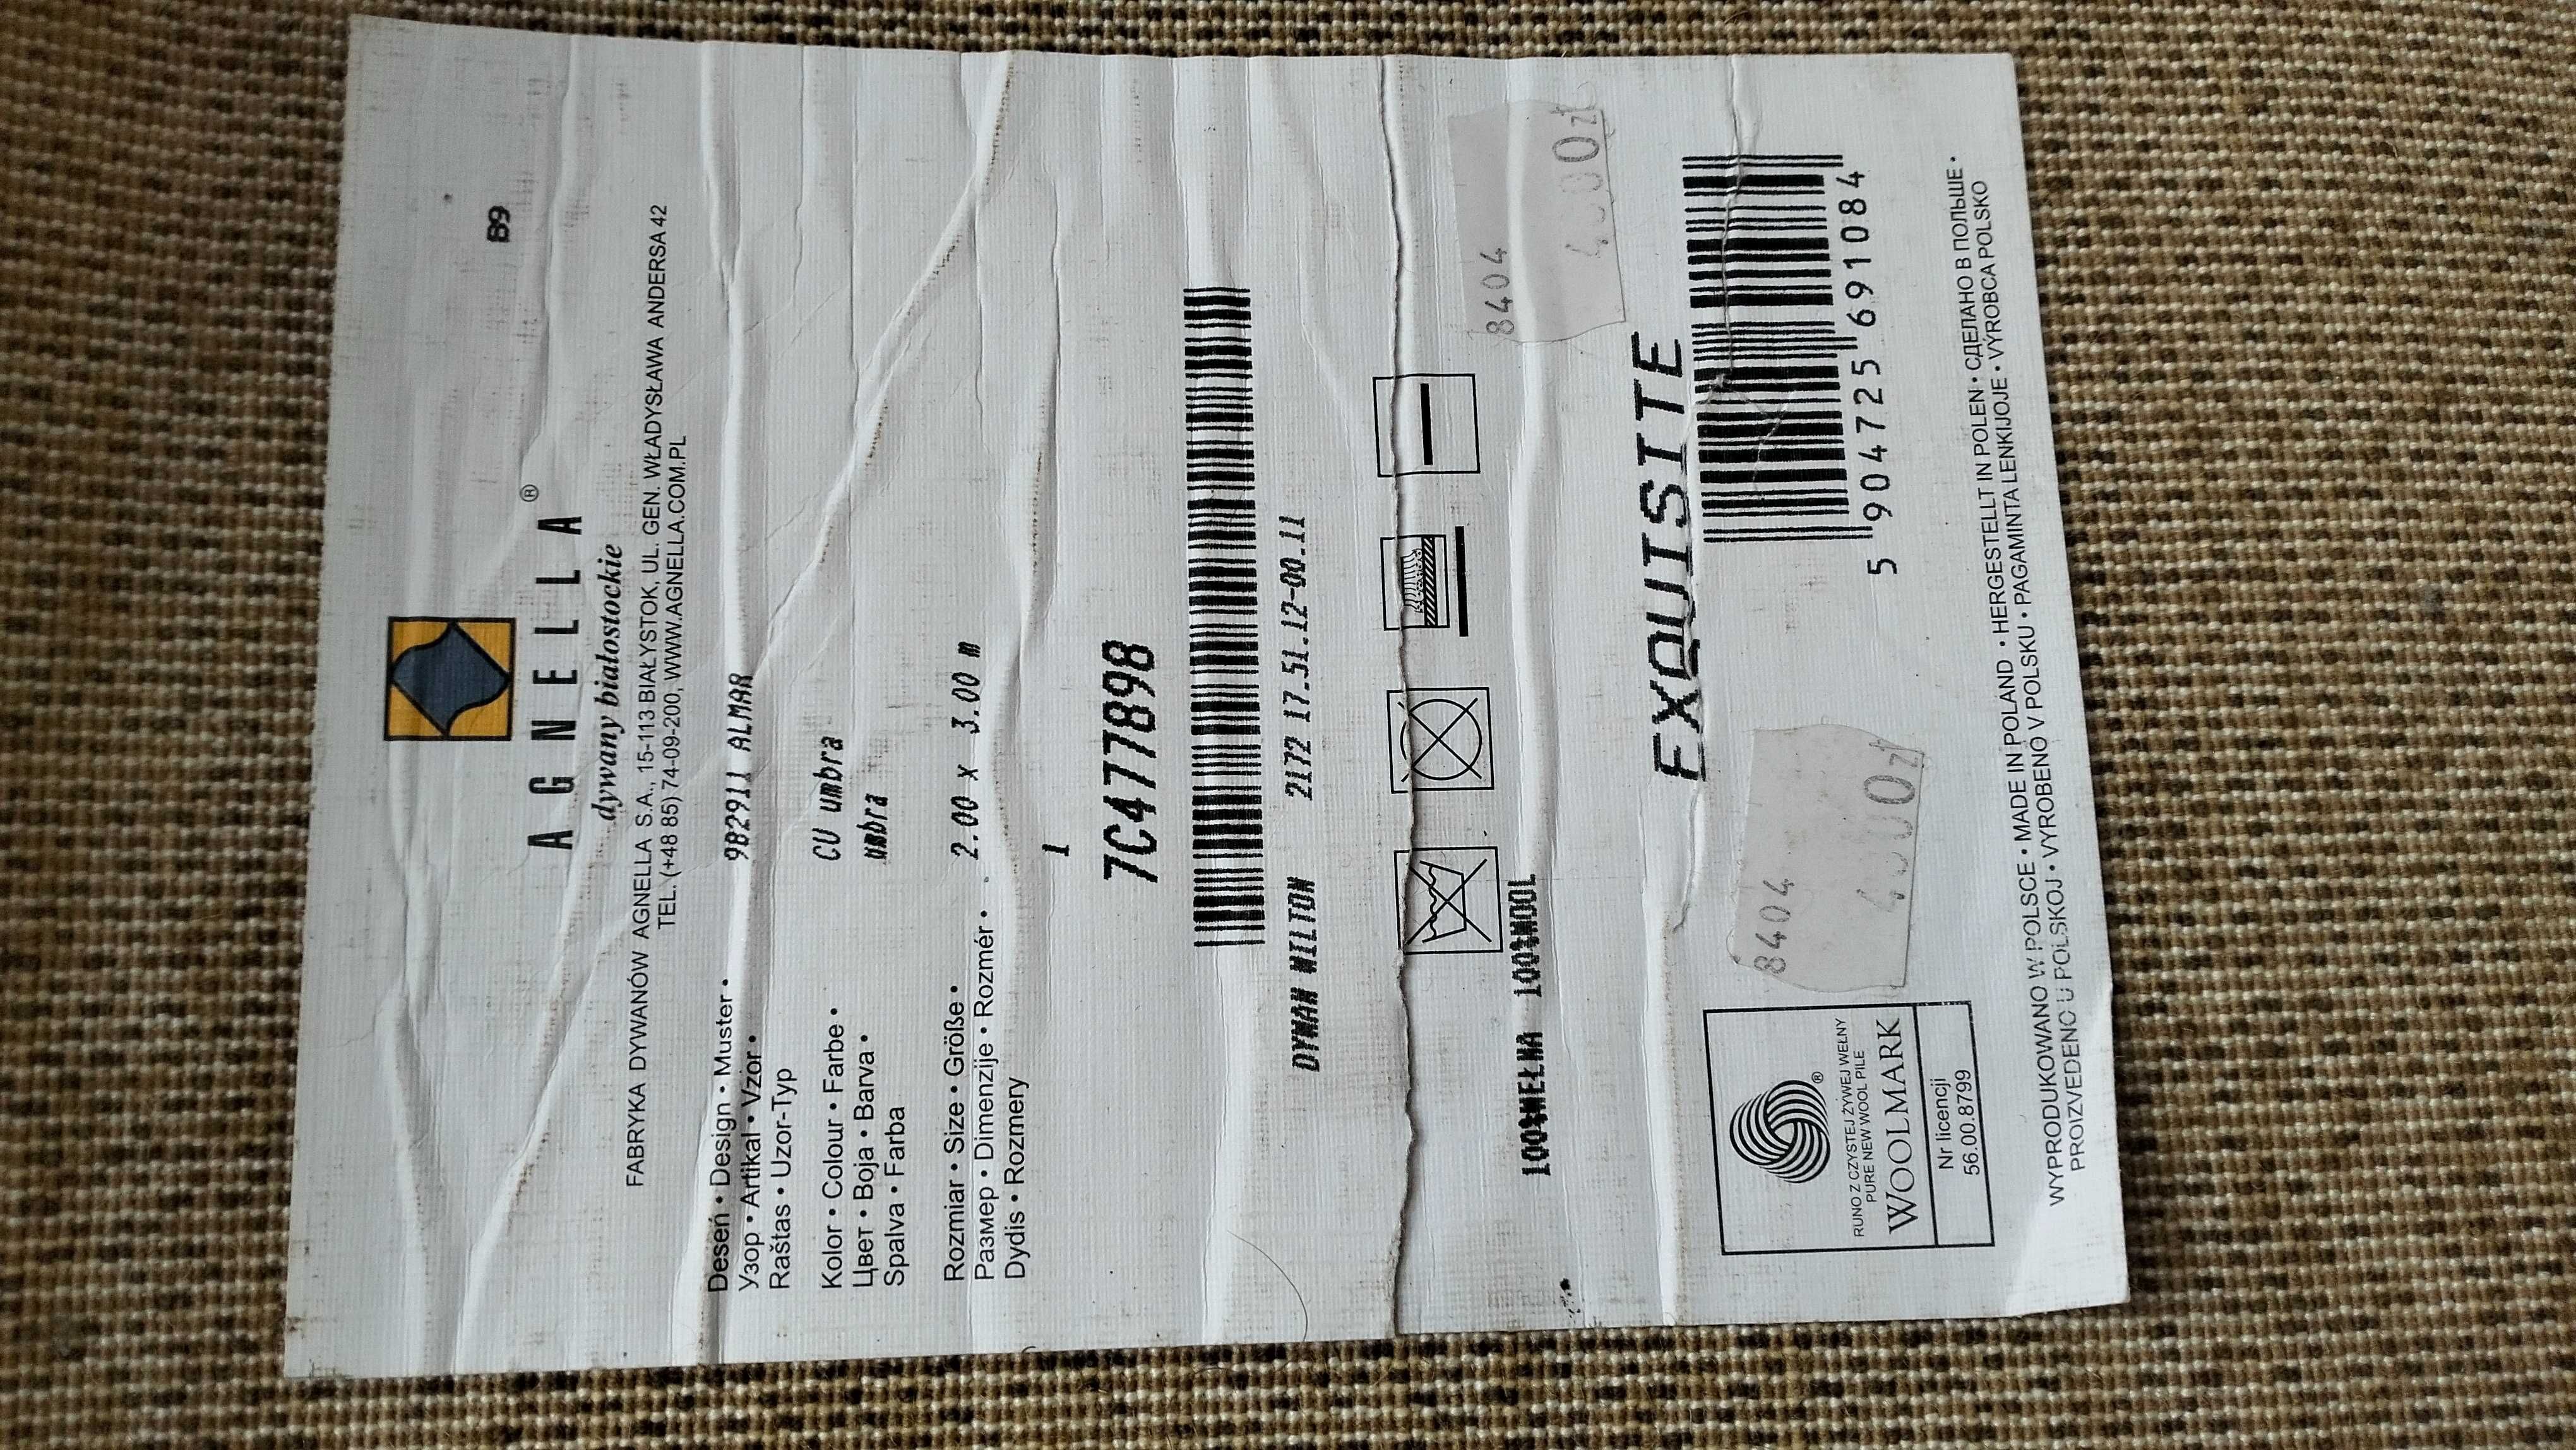 B9
AGNELLA®
dywany białostockie
FABRYKA DYWANÓW AGNELLA S.A., 15-113 BIAŁYSTOK, UL. GEN. WŁADYSŁAWA ANDERSA 42
TEL. (+48 85) 74-09-200, WWW.AGNELLA.COM.PL
Deseń • Design • Muster • 9B2911 ALMAR
Узор • Artikal • Vzor •
Raštas • Uzor-Typ
Kolor • Colour • Farbe • CU umbra
Цвет • Boja • Barva • umbra
Spalva • Farba
Rozmiar • Size • Größe • 2.00 x 3.00 m
Размер • Dimenzije • Rozmér •
Dydis • Rozmery
1
7C477898
DYWAN WILTON 2172 17.51.12-00.11
100%WEŁNA 100%WOOL
8404
EXQUISITE
8404
5 904725 691084
®
RUNO Z CZYSTEJ ŻYWEJ WEŁNY
PURE NEW WOOL PILE
WOOLMARK
Nr licencji
56.00.8799
WYPRODUKOWANO W POLSCE • MADE IN POLAND • HERGESTELLT IN POLEN • СДЕЛАНО В ПОЛЬШЕ •
PROIZVEDENO U POLSKOJ • VYROBENO V POLSKU • PAGAMINTA LENKIJOJE • VÝROBCA POLSKO